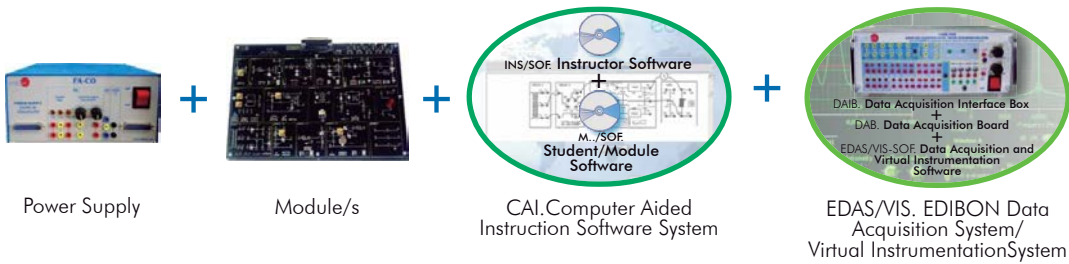 FA-CO
+
+
+
INS/SOF. Instructor Software
+
M../SOF.
Student/Module
Software
DAIB. Data Acquisition Interface Box
+
DAB. Data Acquisition Board
+
EDAS/VIS-SOF. Data Acquisition and
Virtual Instrumentation
Software
Power Supply
Module/s
CAI.Computer Aided
Instruction Software System
EDAS/VIS. EDIBON Data
Acquisition System/
Virtual InstrumentationSystem